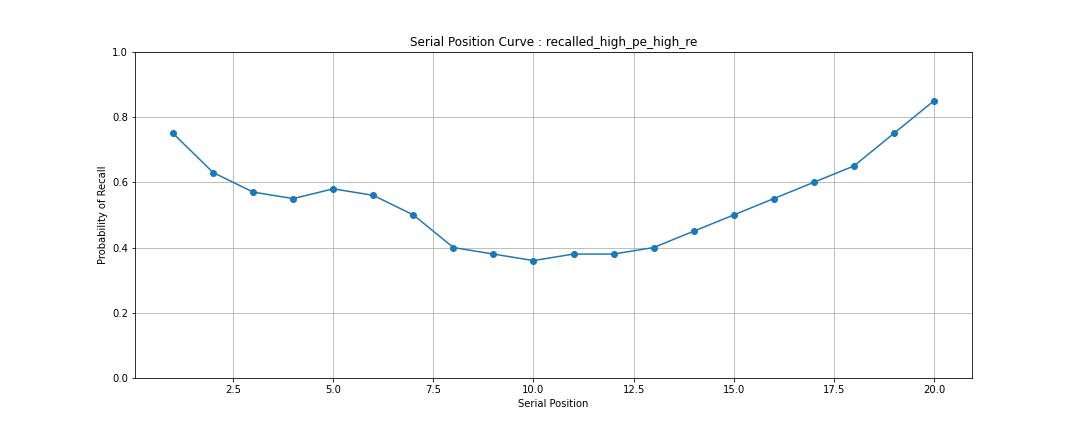 Serial Position Curve : recalled_high_pe_high_re
Probability of Recall
1.0
0.8
0.6
0.4
0.2
0.0
2.5 5.0 7.5 10.0 12.5 15.0 17.5 20.0
Serial Position